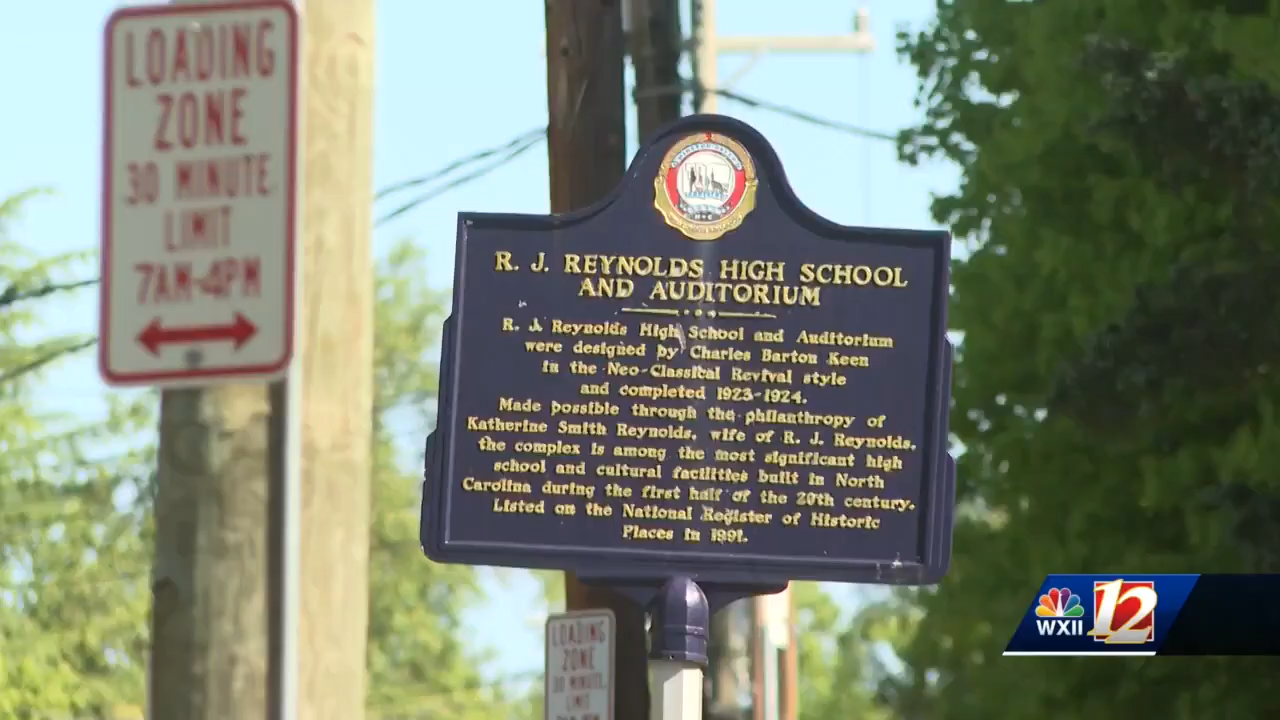 LOADING
ZONE
30 MINUTE
LIMIT
7AM-4PM
R. J. REYNOLDS HIGH SCHOOL
AND AUDITORIUM
R. J. Reynolds High School and Auditorium
were designed by Charles Barton Keen
in the Neo-Classical Revival style
and completed 1923-1924.
Made possible through the philanthropy of
Katherine Smith Reynolds, wife of R. J. Reynolds,
the complex is among the most significant high
school and cultural facilities built in North
Carolina during the first half of the 20th century.
Listed on the National Register of Historic
Places in 1991.
LOADING
ZONE
30 MINUTE
LIMIT
7AM-4PM
WXII 12